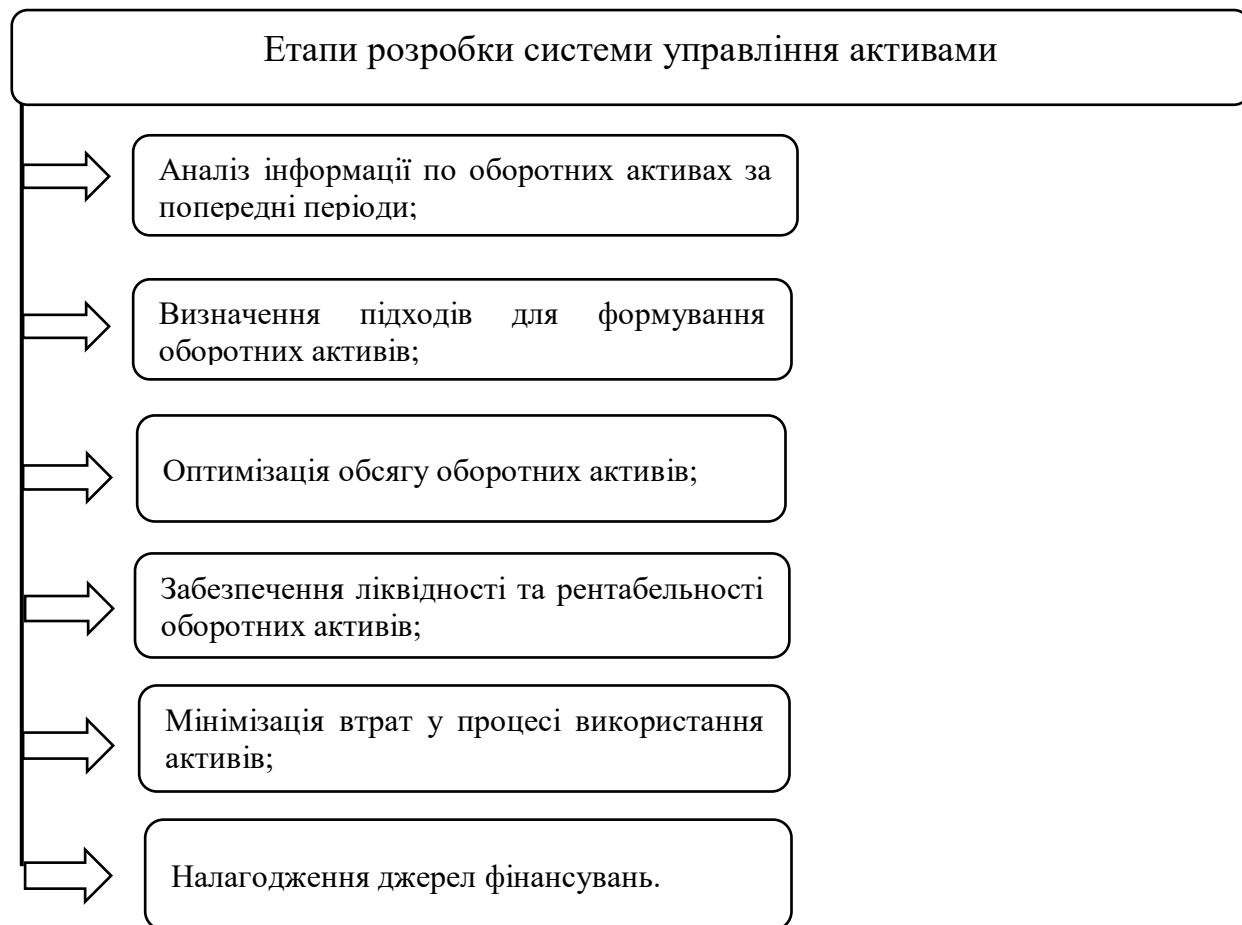 Етапи розробки системи управління активами
Аналіз інформації по оборотних активах за
попередні періоди;
Визначення підходів для формування
оборотних активів;
Оптимізація обсягу оборотних активів;
Забезпечення ліквідності та рентабельності
оборотних активів;
Мінімізація втрат у процесі використання
активів;
Налагодження джерел фінансувань.